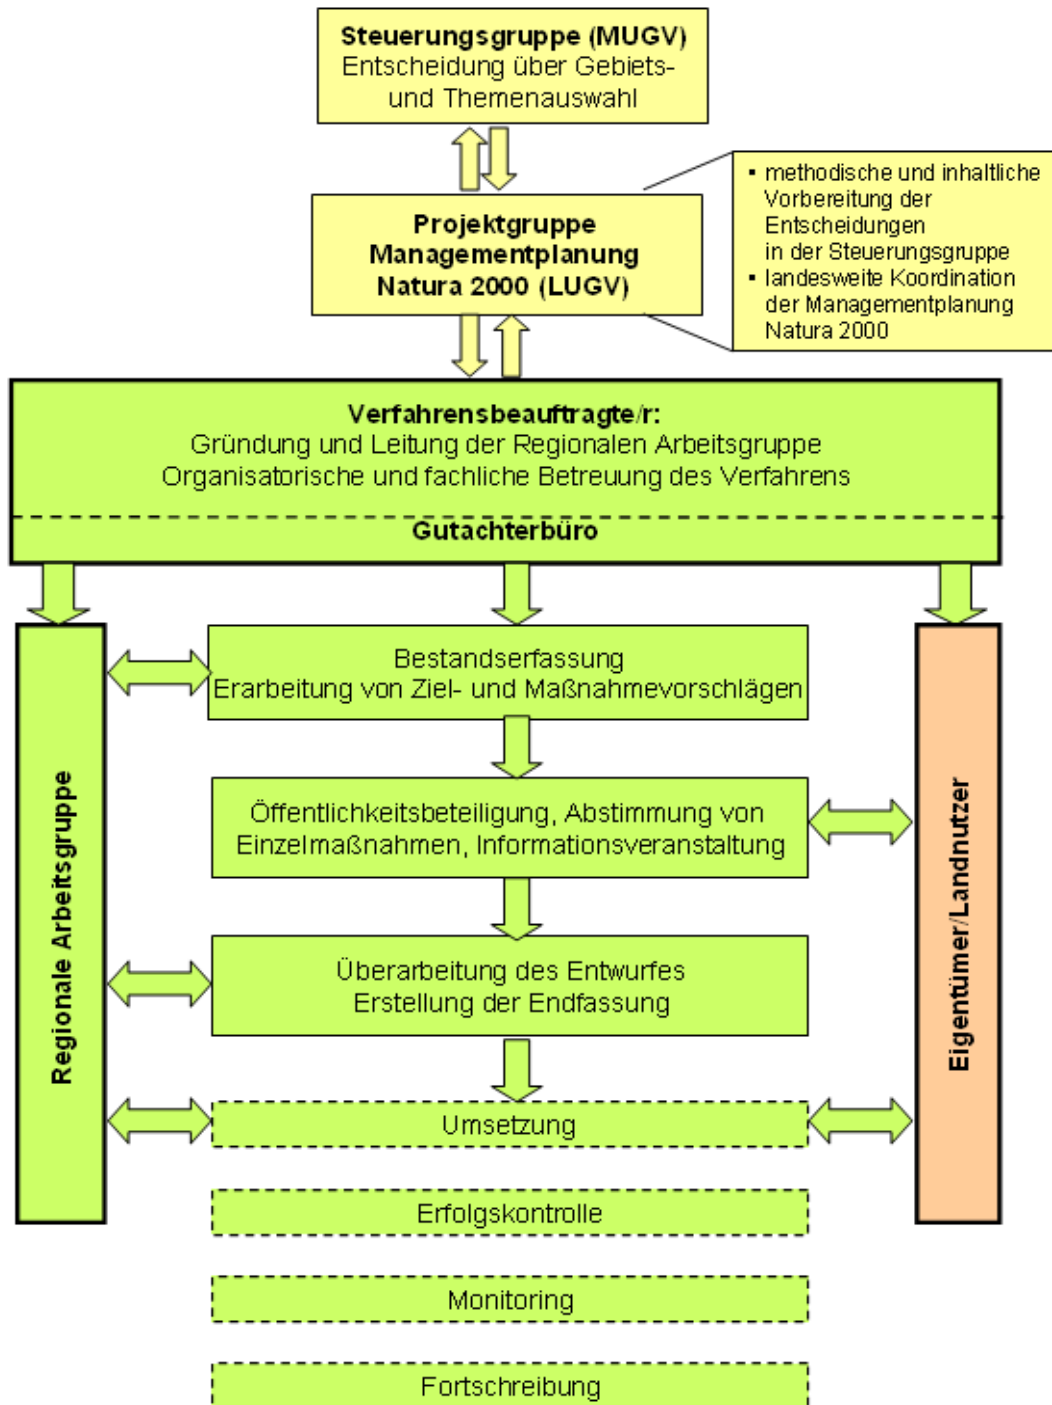 Steuerungsgruppe (MUGV)
Entscheidung über Gebiets-
und Themenauswahl
Projektgruppe
Managementplanung
Natura 2000 (LUGV)
▪ methodische und inhaltliche
Vorbereitung der
Entscheidungen
in der Steuerungsgruppe
▪ landesweite Koordination
der Managementplanung
Natura 2000
Verfahrensbeauftragte/r:
Gründung und Leitung der Regionalen Arbeitsgruppe
Organisatorische und fachliche Betreuung des Verfahrens
Gutachterbüro
Regionale Arbeitsgruppe
Bestandserfassung
Erarbeitung von Ziel- und Maßnahmevorschlägen
Öffentlichkeitsbeteiligung, Abstimmung von
Einzelmaßnahmen, Informationsveranstaltung
Überarbeitung des Entwurfes
Erstellung der Endfassung
Umsetzung
Erfolgskontrolle
Monitoring
Fortschreibung
Eigentümer/Landnutzer